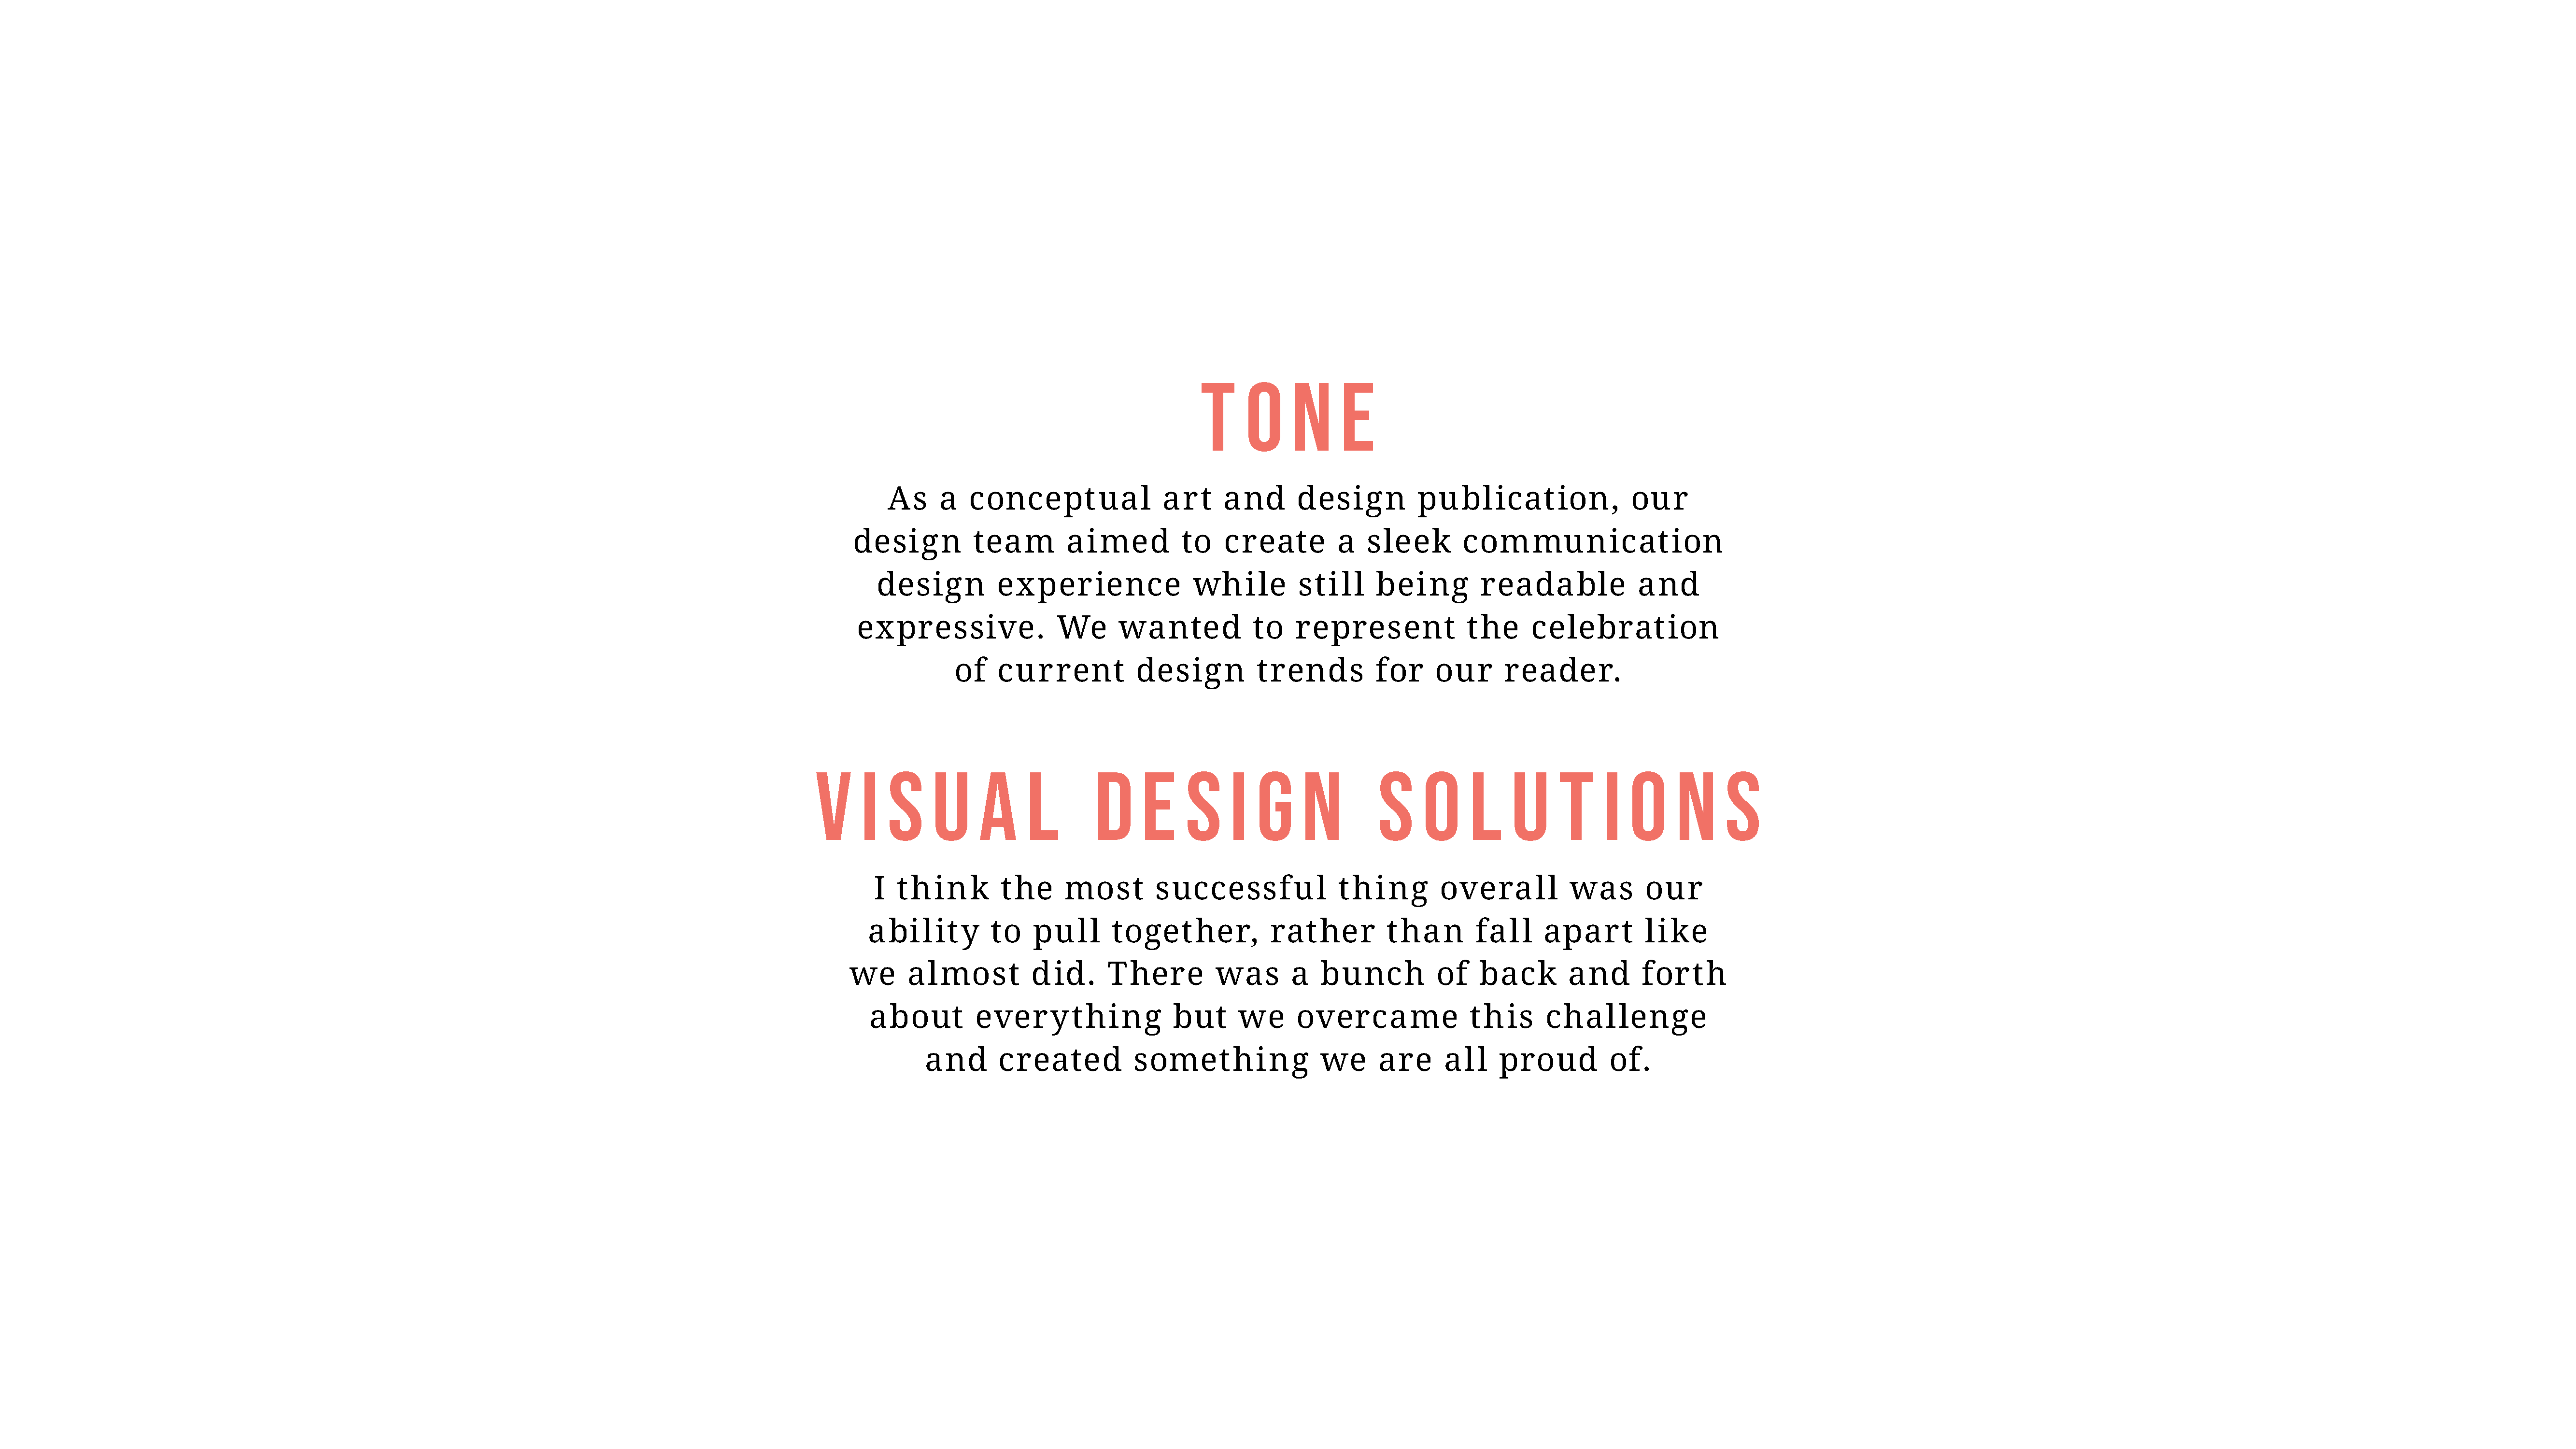 TONE
As a conceptual art and design publication, our
design team aimed to create a sleek communication
design experience while still being readable and
expressive. We wanted to represent the celebration
of current design trends for our reader.
VISUAL DESIGN SOLUTIONS
I think the most successful thing overall was our
ability to pull together, rather than fall apart like
we almost did. There was a bunch of back and forth
about everything but we overcame this challenge
and created something we are all proud of.